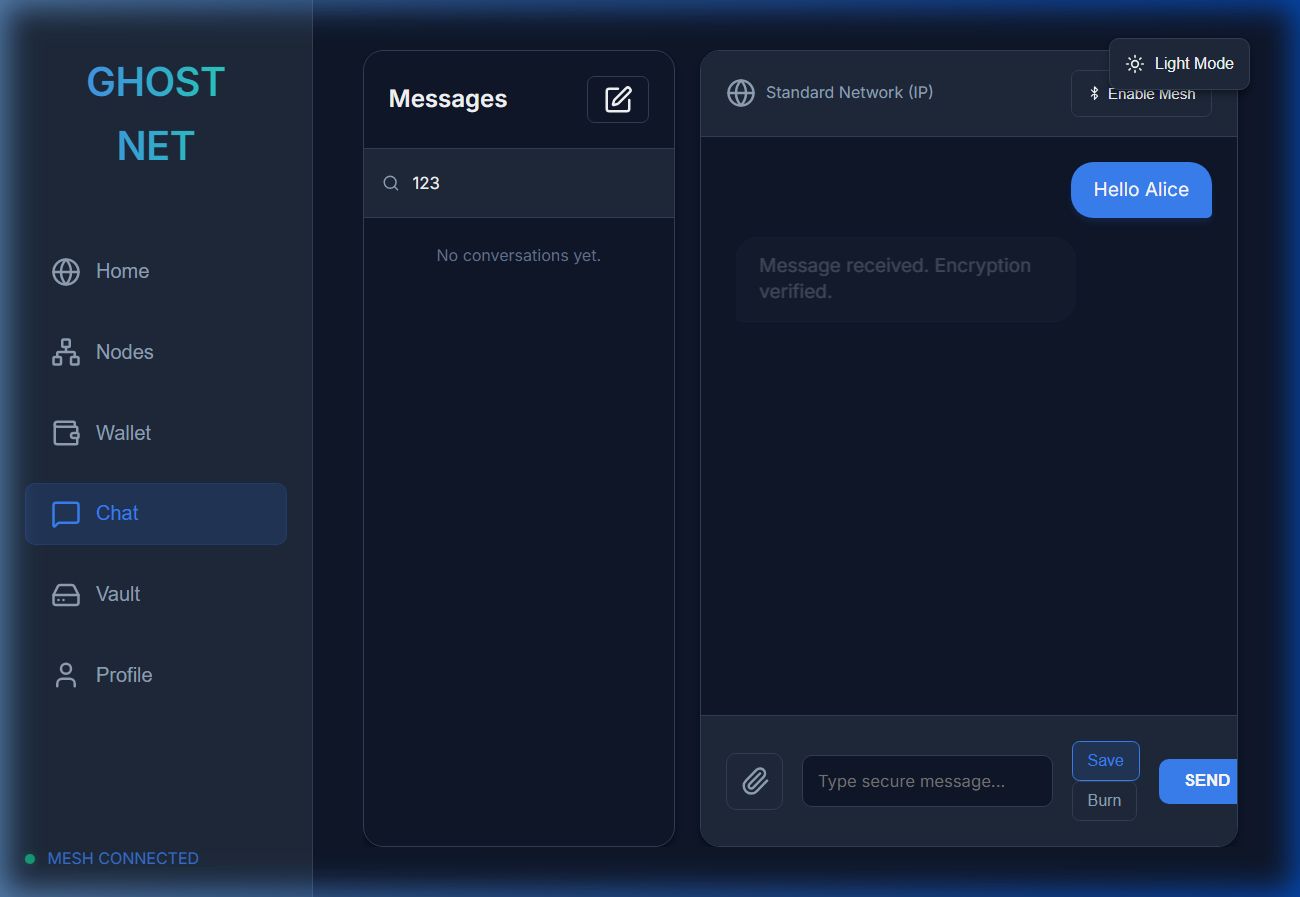 GHOST
NET
Home
Nodes
Wallet
Chat
Vault
Profile
MESH CONNECTED
Messages
123
No conversations yet.
Standard Network (IP)
Light Mode
Enable Mesh
Hello Alice
Message received. Encryption
verified.
Type secure message...
Save
Burn
SEND